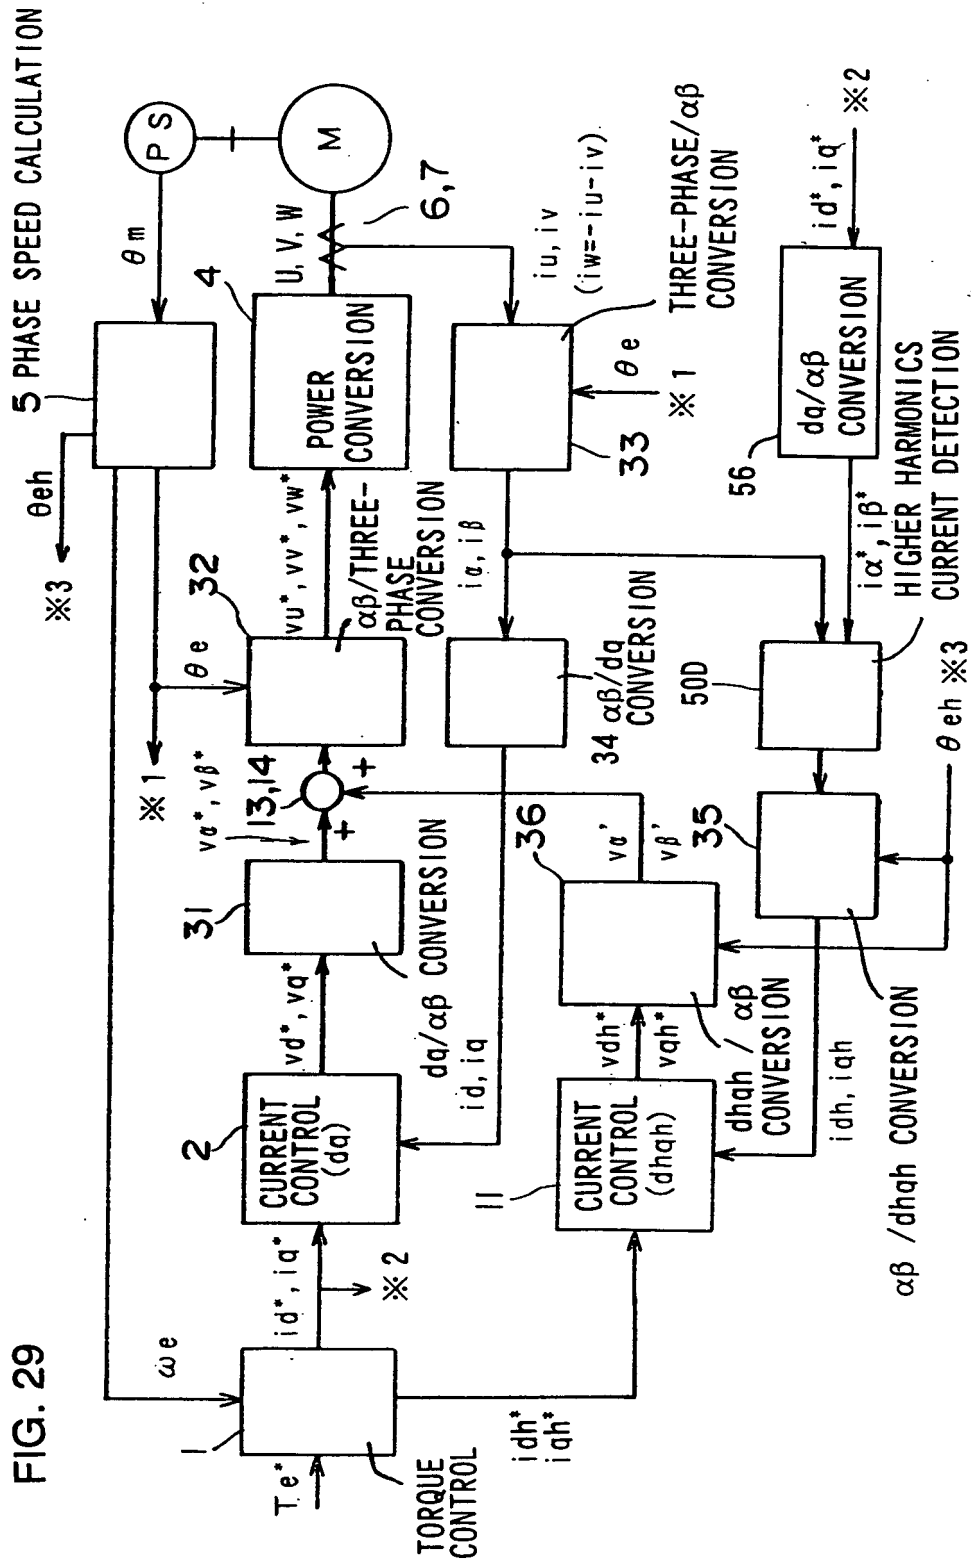 FIG. 29
5 PHASE SPEED CALCULATION
P S
θm
θeh
※3
ωe
※1
θe
M
U, V, W
6,7
4
POWER
CONVERSION
vu*, vv*, vw*
32
αβ/THREE-
PHASE
CONVERSION
13,14
+
+
vα*, vβ*
31
dq/αβ CONVERSION
vd*, vq*
2
CURRENT
CONTROL
(dq)
id*, iq*
※2
1
Te*
TORQUE
CONTROL
iu, iv
(iw=-iu-iv)
THREE-PHASE/αβ
CONVERSION
θe
※1
33
iα, iβ
34 αβ/dq
CONVERSION
id, iq
idh*
iqh*
11
CURRENT
CONTROL
(dhqh)
vdh*
vqh*
36
vα'
vβ'
dhqh / αβ
CONVERSION
idh, iqh
35
αβ /dhqh CONVERSION
50D
HIGHER HARMONICS
CURRENT DETECTION
iα*, iβ*
56
dq/αβ
CONVERSION
id*, iq*
※2
θeh ※3